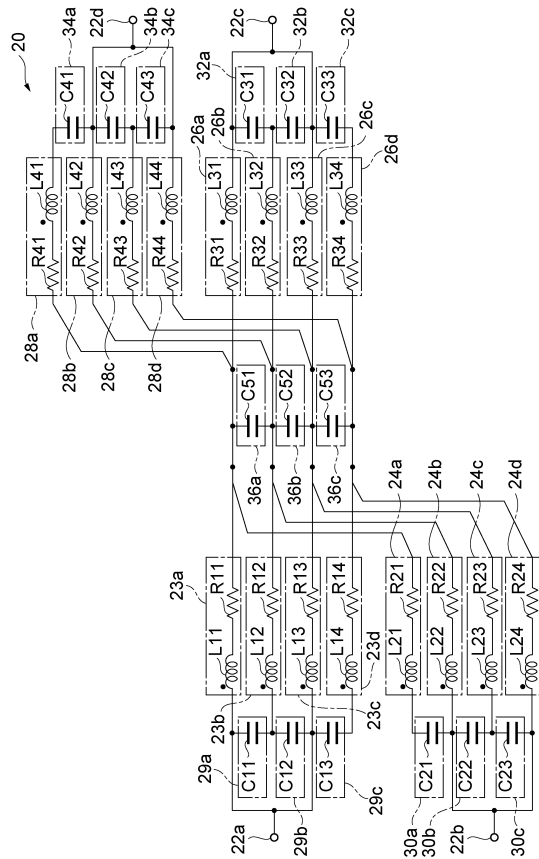 20
34a
22d
34b
34c
22c
32a
32b
32c
C41
C42
C43
C31
C32
C33
26a
26b
26c
26d
L41
L42
L43
L44
L31
L32
L33
L34
R41
R42
R43
R44
R31
R32
R33
R34
28a
28b
28c
28d
C51
C52
C53
36a
36b
36c
24a
24b
24c
24d
23a
R11
R12
R13
R14
R21
R22
R23
R24
L11
L12
L13
L14
L21
L22
L23
L24
23b
23c
23d
29a
C11
C12
C13
C21
C22
C23
22a
29b
29c
30a
30b
22b
30c